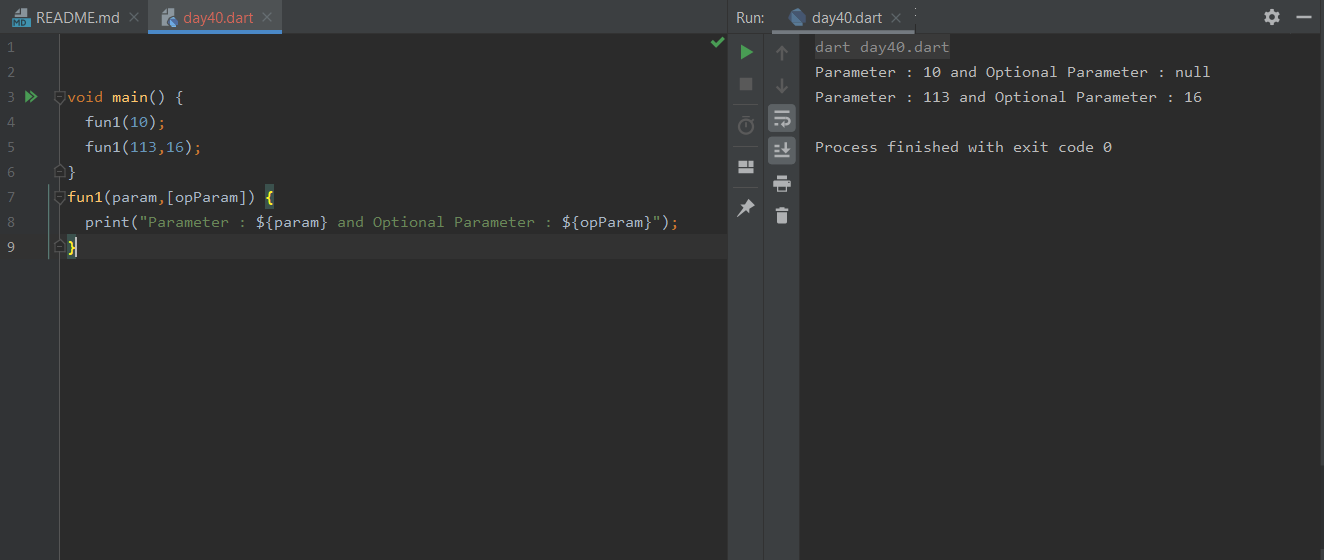 README.md
day40.dart
Run:
day40.dart
1
2
3 void main() {
4   fun1(10);
5   fun1(113,16);
6 }
7 fun1(param,[opParam]) {
8   print("Parameter : ${param} and Optional Parameter : ${opParam}");
9 }
dart day40.dart
Parameter : 10 and Optional Parameter : null
Parameter : 113 and Optional Parameter : 16
Process finished with exit code 0